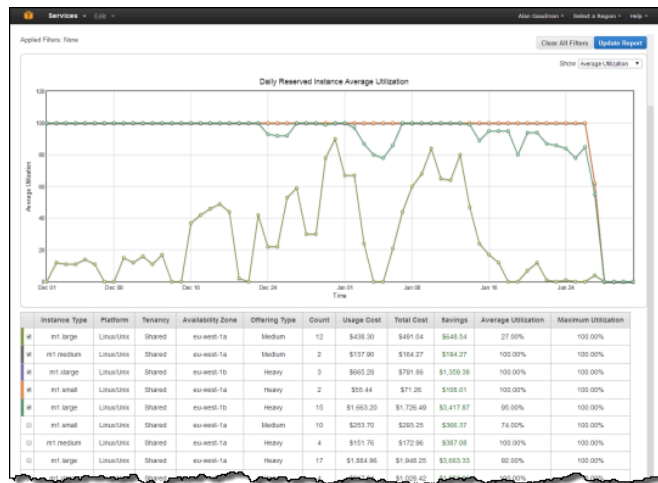 Services Edit Alan Goodman Select a Region Help
Applied Filters: None Clear All Filters Update Report
Show Average Utilization
Daily Reserved Instance Average Utilization
120
100
80
60
40
20
0
Average Utilization
Dec 01 Dec 08 Dec 16 Dec 24 Jan 01 Jan 08 Jan 16 Jan 24
Time
Instance Type Platform Tenancy Availability Zone Offering Type Count Usage Cost Total Cost Savings Average Utilization Maximum Utilization
m1.large Linux/Unix Shared eu-west-1a Medium 12 $438.30 $491.04 $648.54 27.00% 100.00%
m1.medium Linux/Unix Shared eu-west-1a Medium 2 $137.90 $164.27 $194.27 100.00% 100.00%
m1.xlarge Linux/Unix Shared eu-west-1b Heavy 3 $665.28 $791.86 $1,359.38 100.00% 100.00%
m1.small Linux/Unix Shared eu-west-1a Heavy 2 $55.44 $71.26 $108.01 100.00% 100.00%
m1.large Linux/Unix Shared eu-west-1b Heavy 15 $1,663.20 $1,726.49 $3,417.87 95.00% 100.00%
m1.small Linux/Unix Shared eu-west-1a Medium 10 $253.70 $293.25 $366.37 74.00% 100.00%
m1.medium Linux/Unix Shared eu-west-1a Heavy 4 $151.76 $172.96 $387.08 100.00% 100.00%
m1.large Linux/Unix Shared eu-west-1a Heavy 17 $1,884.96 $1,948.25 $3,663.33 92.00% 100.00%